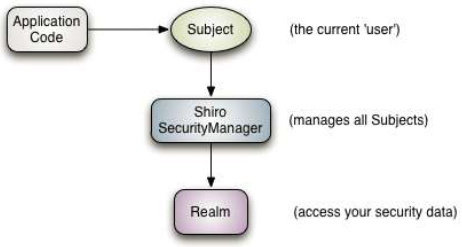 Application
Code
Subject
(the current 'user')
Shiro
SecurityManager
(manages all Subjects)
Realm
(access your security data)